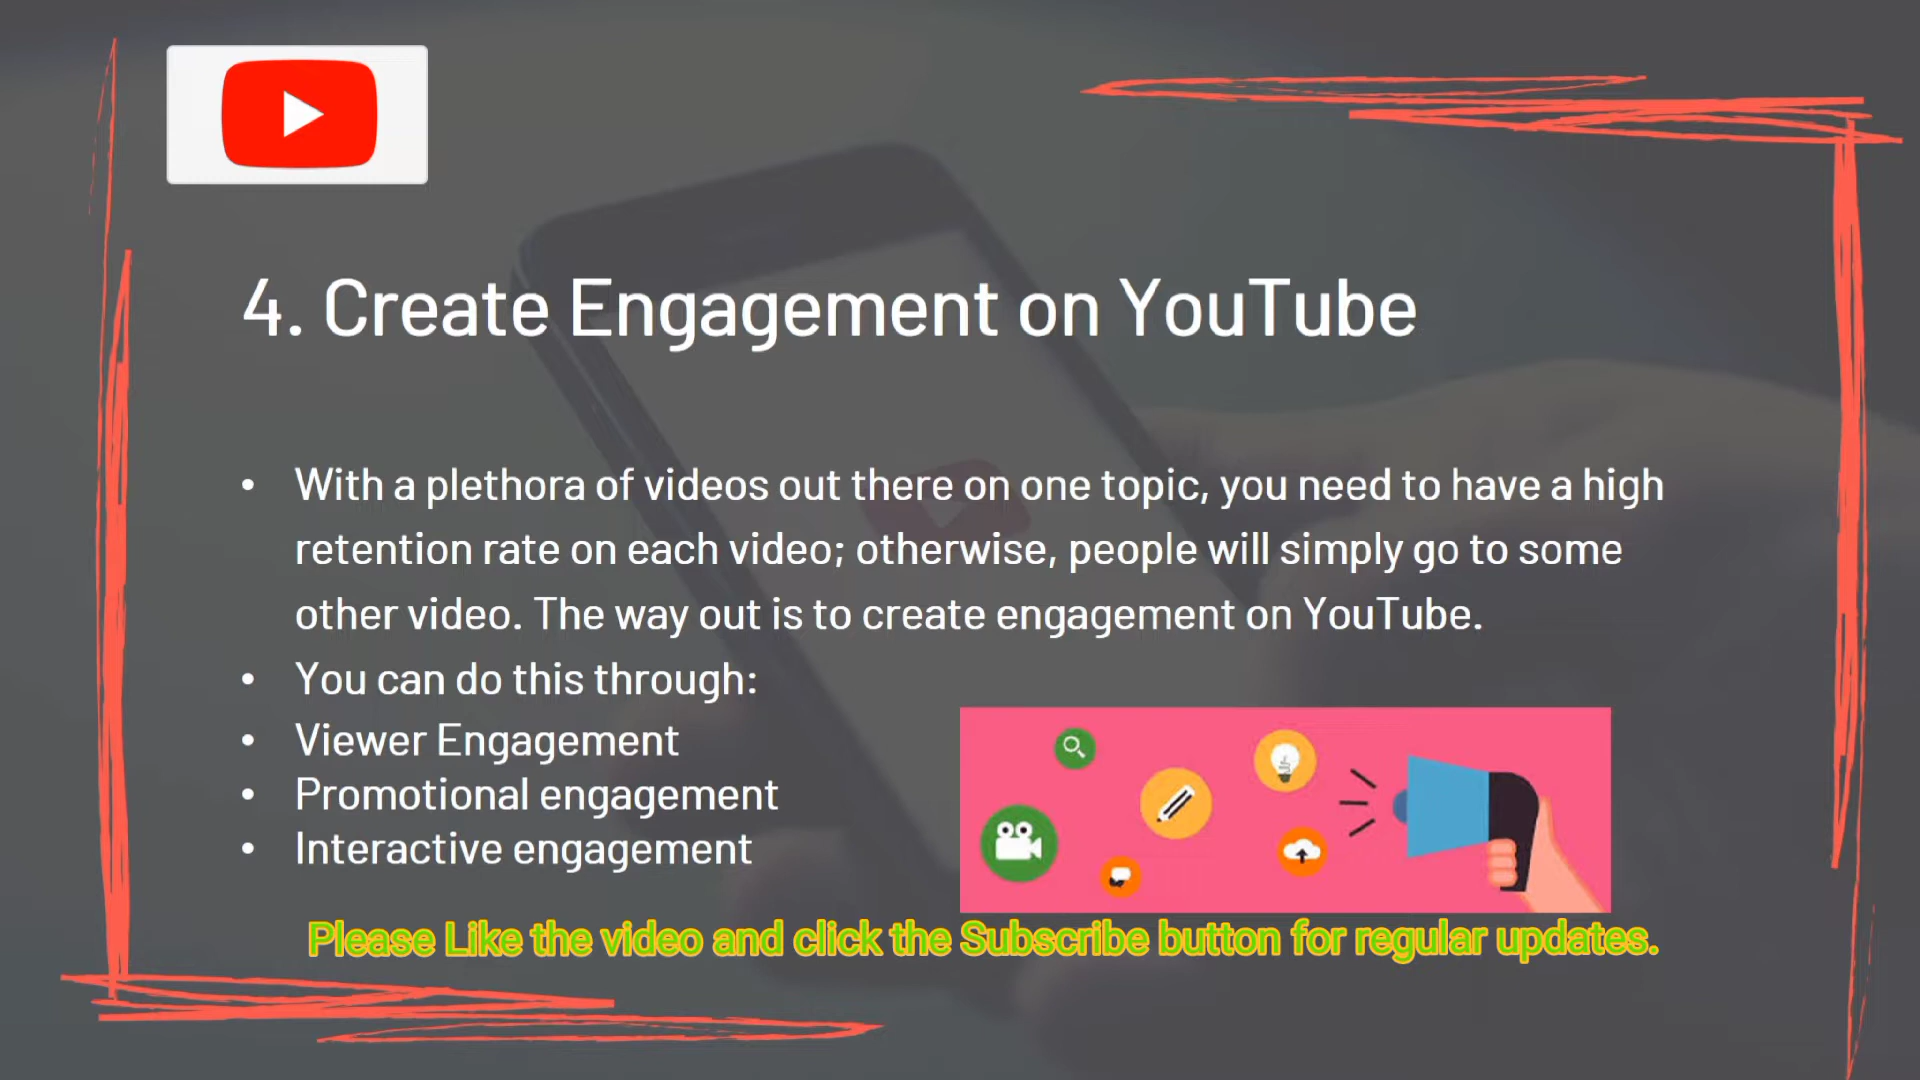 4. Create Engagement on YouTube
• With a plethora of videos out there on one topic, you need to have a high
retention rate on each video; otherwise, people will simply go to some
other video. The way out is to create engagement on YouTube.
• You can do this through:
• Viewer Engagement
• Promotional engagement
• Interactive engagement
Please Like the video and click the Subscribe button for regular updates.